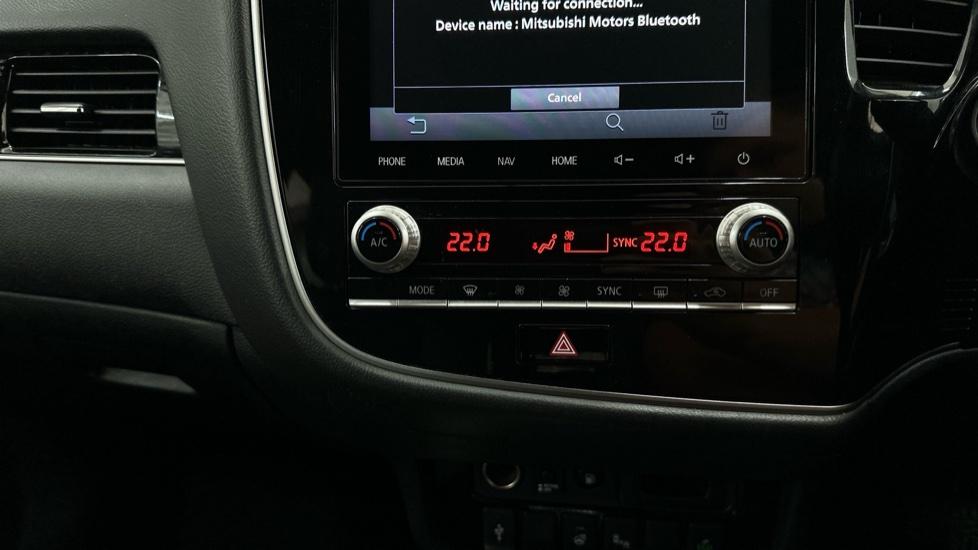 Waiting for connection...
Device name : Mitsubishi Motors Bluetooth
Cancel
PHONE MEDIA NAV HOME
A/C 22.0 SYNC 22.0 AUTO
MODE SYNC OFF